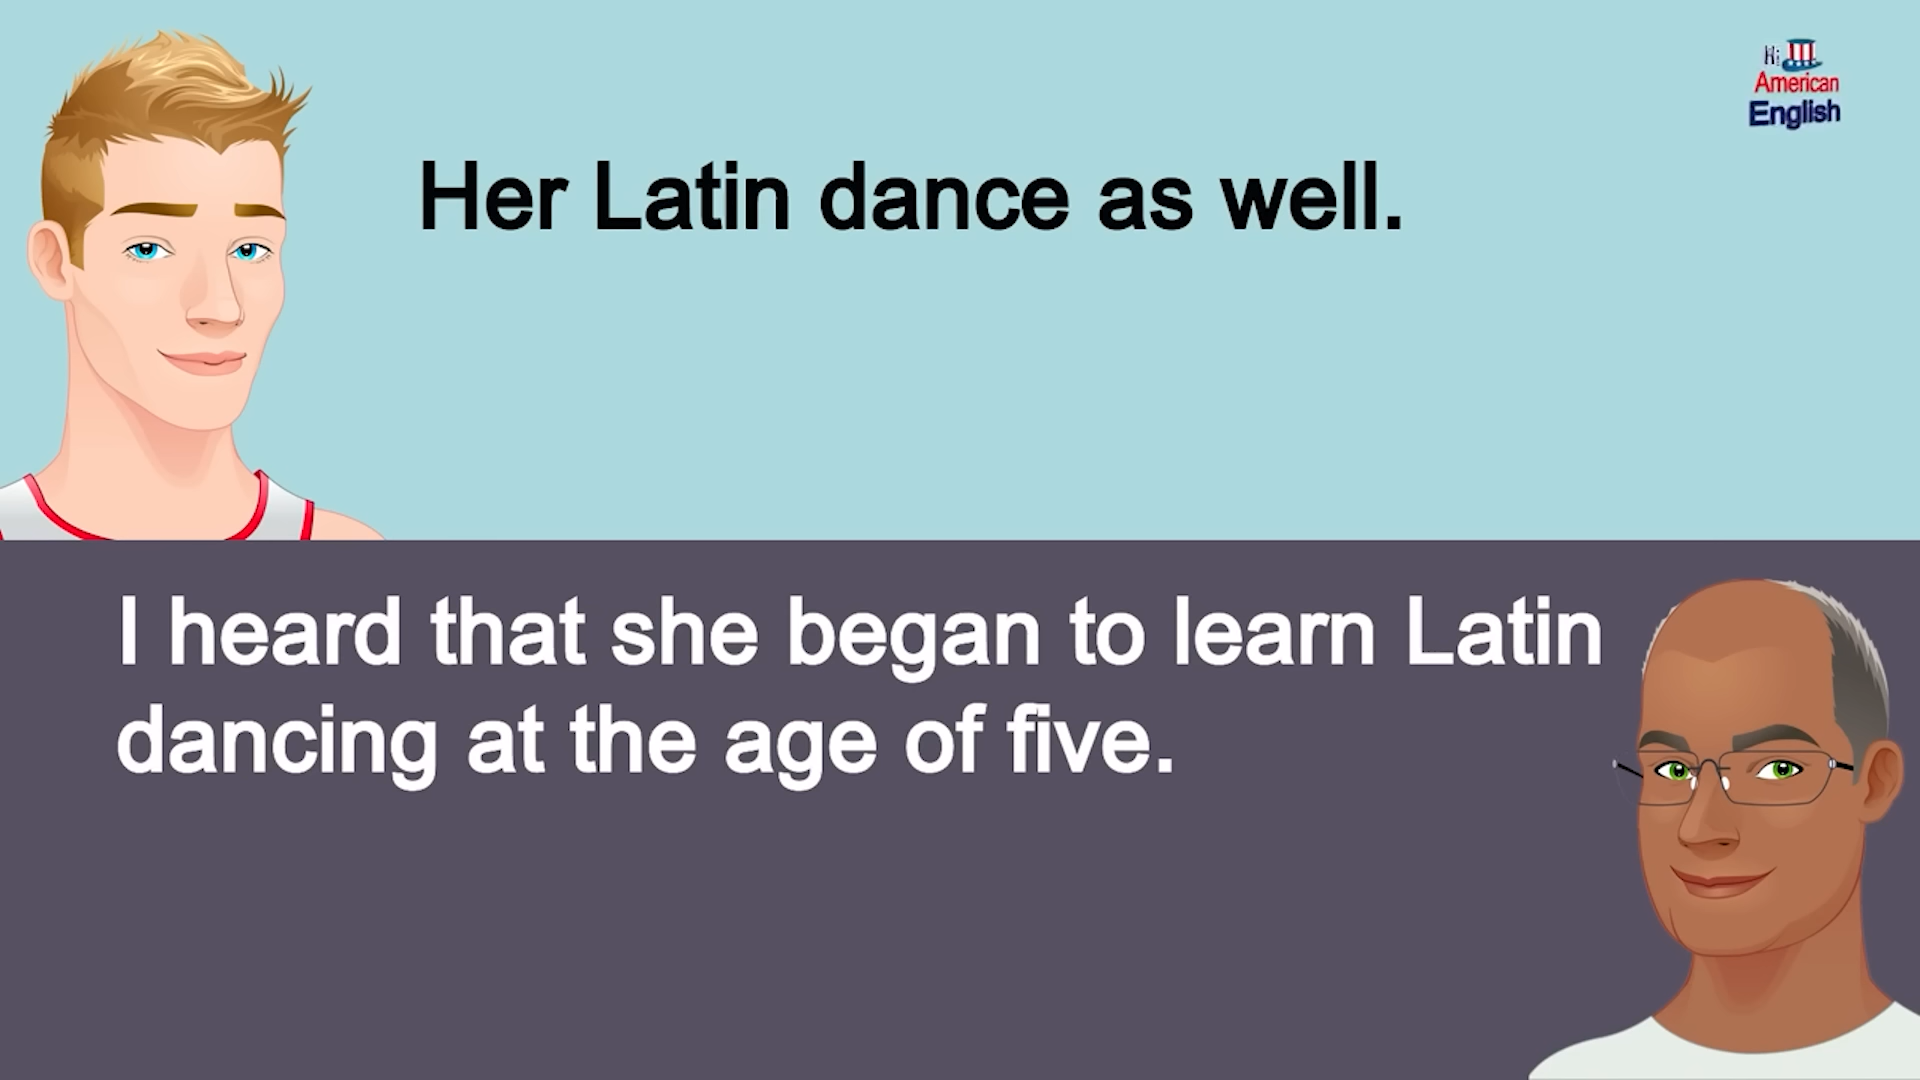 Hi
American
English
Her Latin dance as well.
I heard that she began to learn Latin
dancing at the age of five.